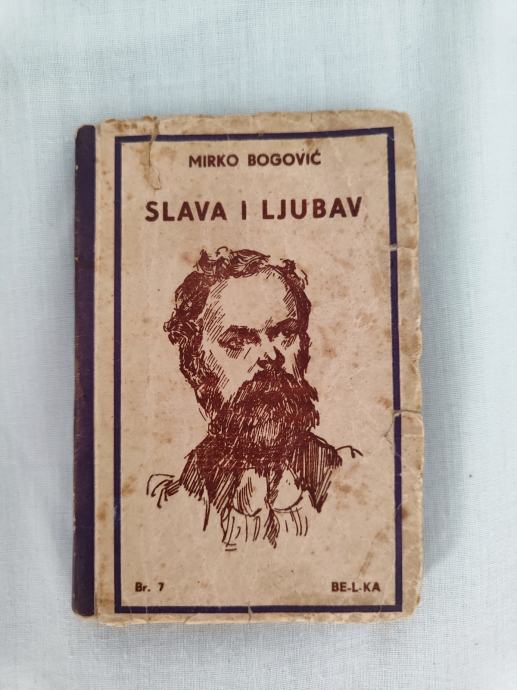 MIRKO BOGOVIĆ
SLAVA I LJUBAV
Br. 7
BE-L-KA